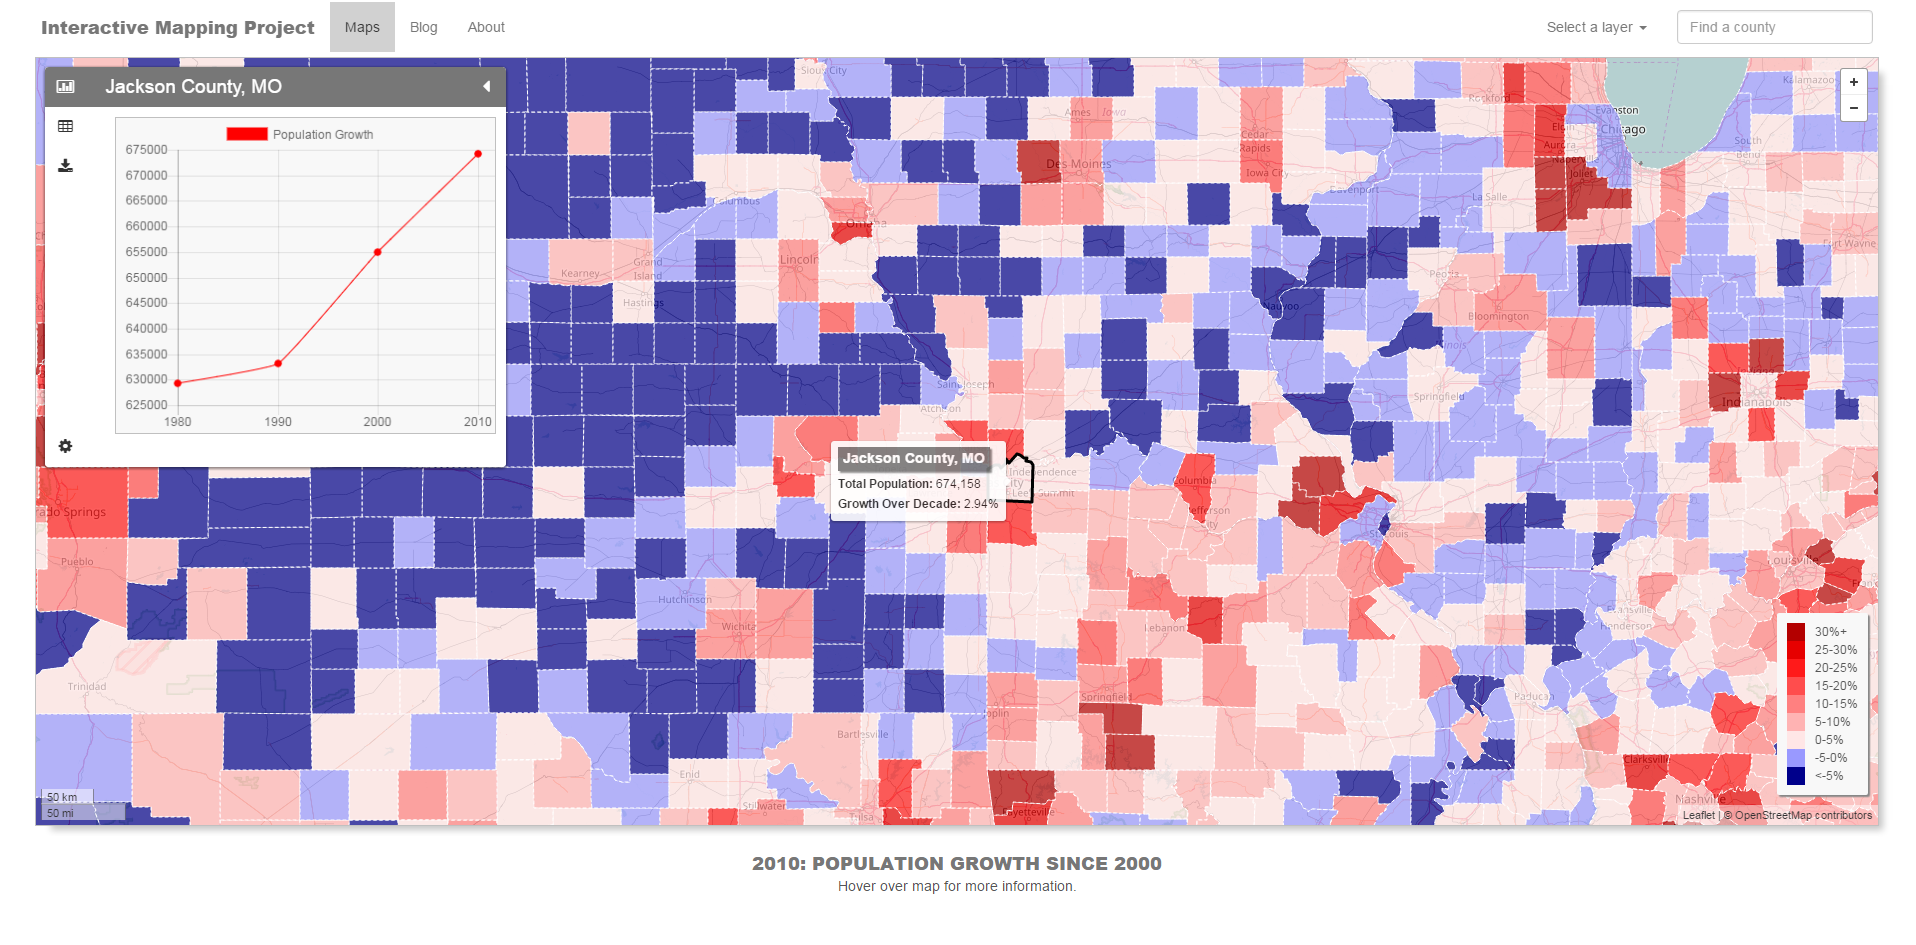 Interactive Mapping Project
Maps
Blog
About
Select a layer
Find a county
Jackson County, MO
Population Growth
675000
670000
665000
660000
655000
650000
645000
640000
635000
630000
625000
1980
1990
2000
2010
Sioux City
Ames
Iowa
Cedar
Rapids
Iowa City
Des Moines
Davenport
Rockford
Evanston
Chicago
Elgin
Aurora
Naperville
Joliet
La Salle
Kalamazoo
South
Bend
Fort Wayne
Columbus
Omaha
Lincoln
Grand
Island
Kearney
Hastings
Peoria
Bloomington
Nauvoo
Illinois
Springfield
Indiana
Indianapolis
Saint Joseph
Atchison
Jackson County, MO
Total Population: 674,158
Growth Over Decade: 2.94%
Independence
City
Lee's Summit
Columbia
Jefferson
City
St. Louis
rado Springs
Pueblo
Trinidad
Hutchinson
Wichita
Lebanon
Springfield
Joplin
Bartlesville
Enid
Stillwater
Tulsa
Fayetteville
Louisville
Evansville
Henderson
Paducah
Clarksville
Nashville
30%+
25-30%
20-25%
15-20%
10-15%
5-10%
0-5%
-5-0%
<-5%
+
−
50 km
50 mi
Leaflet | © OpenStreetMap contributors
2010: POPULATION GROWTH SINCE 2000
Hover over map for more information.